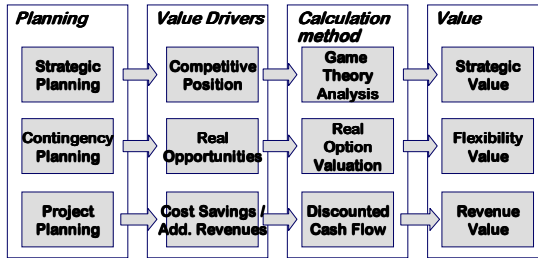 Planning
Value Drivers
Calculation
method
Value
Strategic
Planning
Competitive
Position
Game
Theory
Analysis
Strategic
Value
Contingency
Planning
Real
Opportunities
Real
Option
Valuation
Flexibility
Value
Project
Planning
Cost Savings /
Add. Revenues
Discounted
Cash Flow
Revenue
Value